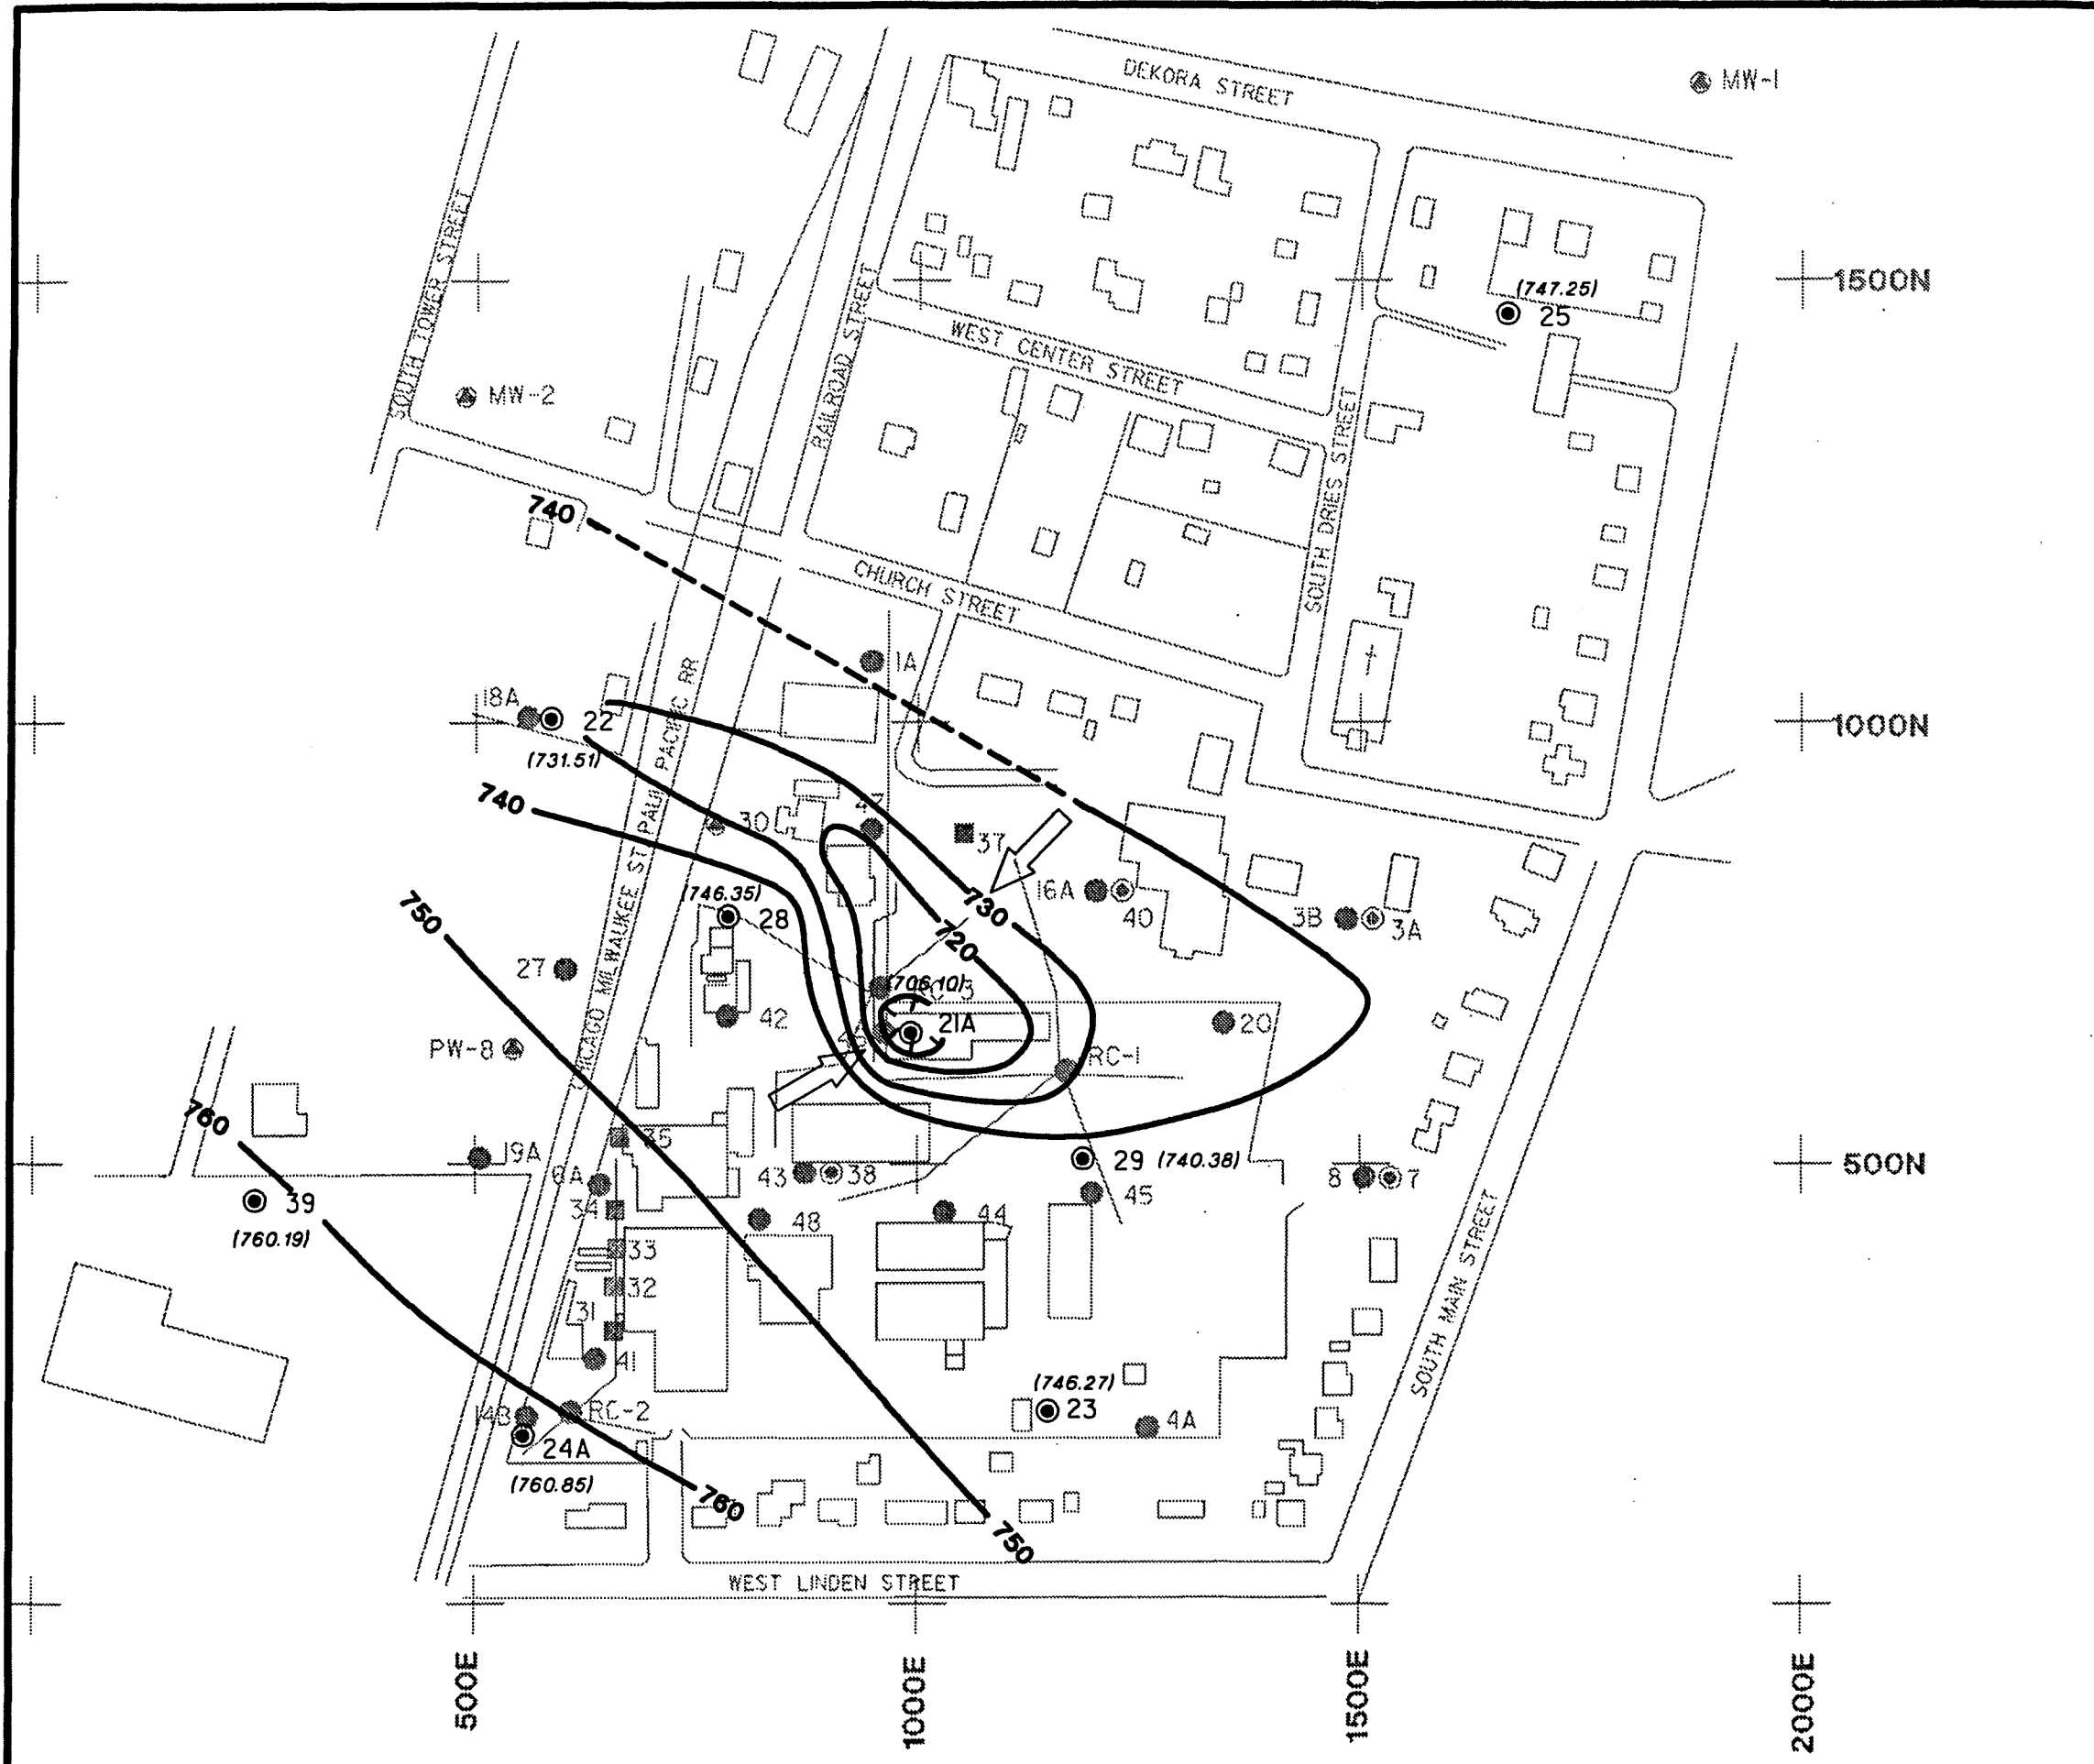 DEKORA STREET
MW-1
SOUTH TOWER STREET
1500N
(747.25)
25
RAILROAD STREET
WEST CENTER STREET
MW-2
SOUTH DRIES STREET
740
CHURCH STREET
1A
18A
22
1000N
(731.51)
CHICAGO MILWAUKEE ST. PAUL PACIFIC RR
740
47
30
37
(746.35)
28
16A
40
730
3B
3A
750
720
27
(706.10)
RC-3
21A
42
20
PW-8
RC-1
760
35
19A
29 (740.38)
500N
6A
43
38
8
7
39
34
45
(760.19)
48
44
33
32
31
SOUTH MAIN STREET
41
(746.27)
23
14B
RC-2
4A
24A
(760.85)
760
750
WEST LINDEN STREET
500E
1000E
1500E
2000E